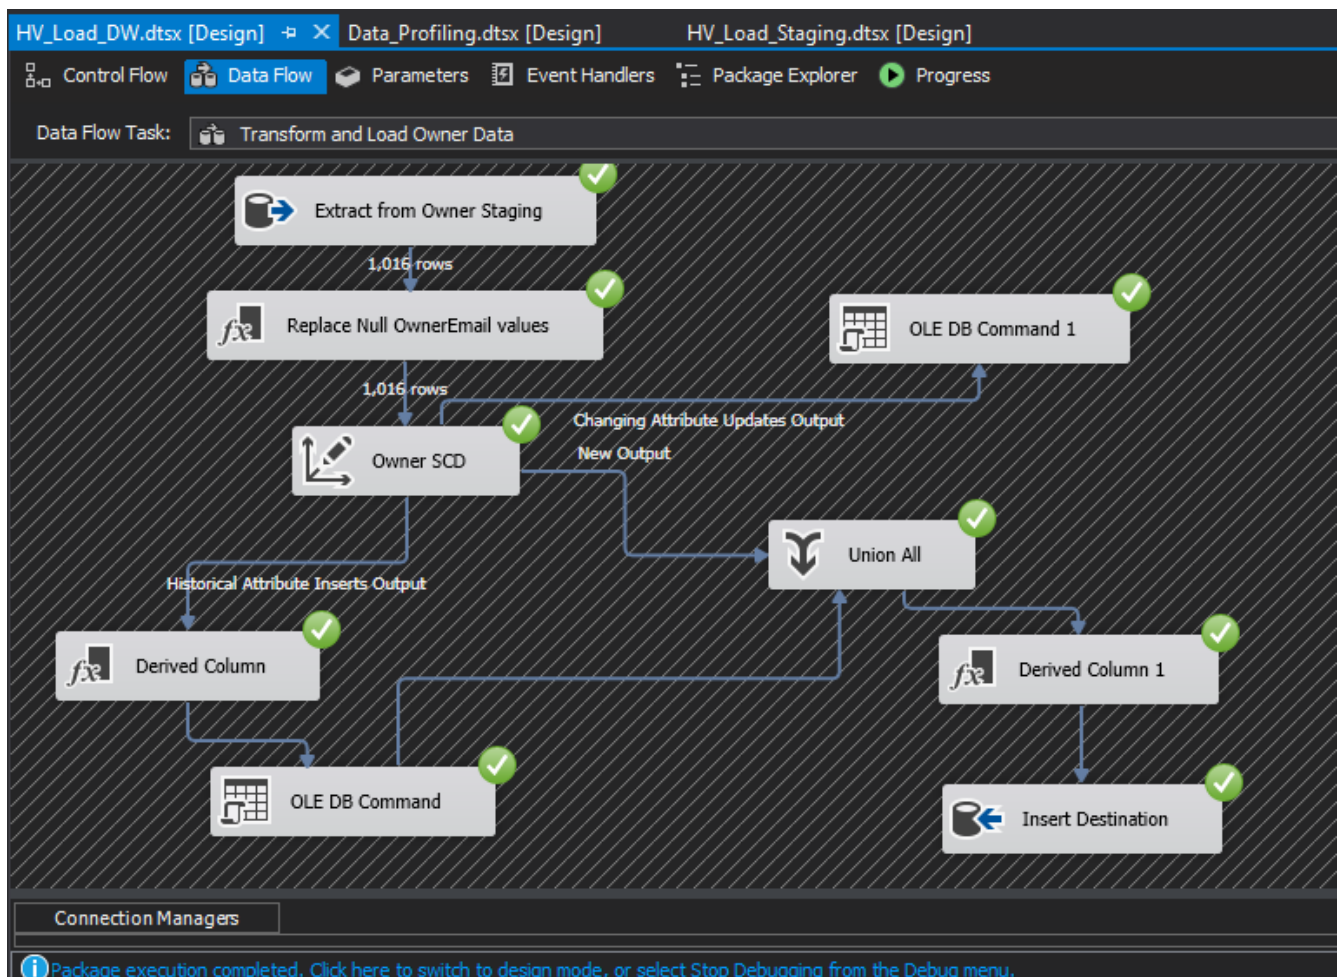 HV_Load_DW.dtsx [Design] Data_Profiling.dtsx [Design] HV_Load_Staging.dtsx [Design]
Control Flow Data Flow Parameters Event Handlers Package Explorer Progress
Data Flow Task: Transform and Load Owner Data
Extract from Owner Staging
1,016 rows
Replace Null OwnerEmail values
OLE DB Command 1
1,016 rows
Changing Attribute Updates Output
New Output
Owner SCD
Union All
Historical Attribute Inserts Output
Derived Column
Derived Column 1
OLE DB Command
Insert Destination
Connection Managers
Package execution completed. Click here to switch to design mode, or select Stop Debugging from the Debug menu.